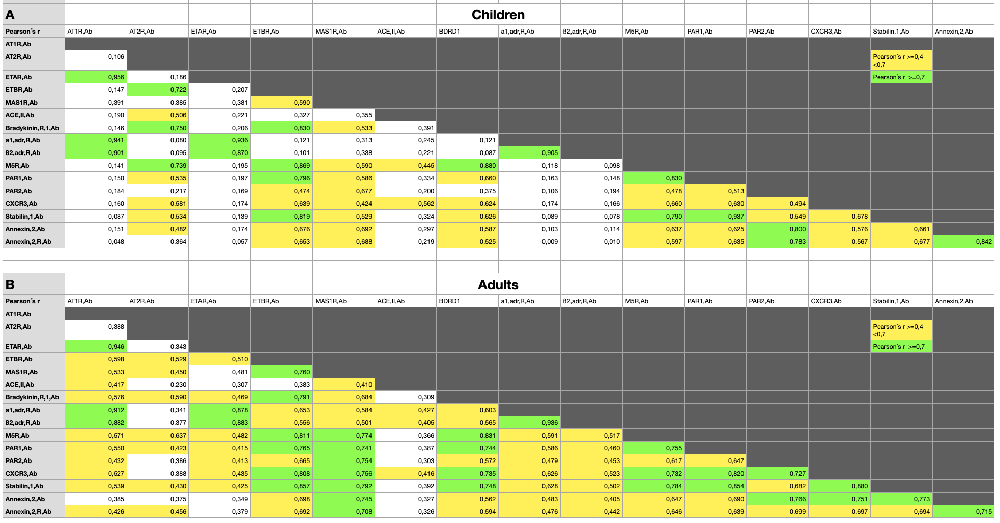 A Children
Pearson´s r AT1R,Ab AT2R,Ab ETAR,Ab ETBR,Ab MAS1R,Ab ACE,II,Ab BDRD1 a1,adr,R,Ab ß2,adr,R,Ab M5R,Ab PAR1,Ab PAR2,Ab CXCR3,Ab Stabilin,1,Ab Annexin,2,Ab
AT1R,Ab
AT2R,Ab 0,106 Pearson´s r >=0,4
<0,7
ETAR,Ab 0,956 0,186 Pearson´s r >=0,7
ETBR,Ab 0,147 0,722 0,207
MAS1R,Ab 0,391 0,385 0,381 0,590
ACE,II,Ab 0,190 0,506 0,221 0,327 0,355
Bradykinin,R,1,Ab 0,146 0,750 0,206 0,830 0,533 0,391
a1,adr,R,Ab 0,941 0,080 0,936 0,121 0,313 0,245 0,121
ß2,adr,R,Ab 0,901 0,095 0,870 0,101 0,338 0,221 0,087 0,905
M5R,Ab 0,141 0,739 0,195 0,869 0,590 0,445 0,880 0,118 0,098
PAR1,Ab 0,150 0,535 0,197 0,796 0,586 0,334 0,660 0,163 0,148 0,830
PAR2,Ab 0,184 0,217 0,169 0,474 0,677 0,200 0,375 0,106 0,194 0,478 0,513
CXCR3,Ab 0,160 0,581 0,174 0,639 0,424 0,562 0,624 0,174 0,166 0,660 0,630 0,494
Stabilin,1,Ab 0,087 0,534 0,139 0,819 0,529 0,324 0,626 0,089 0,078 0,790 0,937 0,549 0,678
Annexin,2,Ab 0,151 0,482 0,174 0,676 0,692 0,297 0,587 0,103 0,114 0,637 0,625 0,800 0,576 0,661
Annexin,2,R,Ab 0,048 0,364 0,057 0,653 0,688 0,219 0,525 -0,009 0,010 0,597 0,635 0,783 0,567 0,677 0,842
B Adults
Pearson´s r AT1R,Ab AT2R,Ab ETAR,Ab ETBR,Ab MAS1R,Ab ACE,II,Ab BDRD1 a1,adr,R,Ab ß2,adr,R,Ab M5R,Ab PAR1,Ab PAR2,Ab CXCR3,Ab Stabilin,1,Ab Annexin,2,Ab
AT1R,Ab
AT2R,Ab 0,388 Pearson´s r >=0,4
<0,7
ETAR,Ab 0,946 0,343 Pearson´s r >=0,7
ETBR,Ab 0,598 0,529 0,510
MAS1R,Ab 0,533 0,450 0,481 0,760
ACE,II,Ab 0,417 0,230 0,307 0,383 0,410
Bradykinin,R,1,Ab 0,576 0,590 0,469 0,791 0,684 0,309
a1,adr,R,Ab 0,912 0,341 0,878 0,653 0,584 0,427 0,603
ß2,adr,R,Ab 0,882 0,377 0,883 0,556 0,501 0,405 0,565 0,936
M5R,Ab 0,571 0,637 0,482 0,811 0,774 0,366 0,831 0,591 0,517
PAR1,Ab 0,550 0,423 0,415 0,765 0,741 0,387 0,744 0,586 0,460 0,755
PAR2,Ab 0,432 0,386 0,413 0,665 0,754 0,303 0,572 0,479 0,453 0,617 0,647
CXCR3,Ab 0,527 0,388 0,435 0,808 0,756 0,416 0,735 0,626 0,523 0,732 0,820 0,727
Stabilin,1,Ab 0,539 0,430 0,425 0,857 0,792 0,392 0,748 0,628 0,502 0,784 0,854 0,682 0,880
Annexin,2,Ab 0,385 0,375 0,349 0,698 0,745 0,327 0,562 0,483 0,405 0,647 0,690 0,766 0,751 0,773
Annexin,2,R,Ab 0,426 0,456 0,379 0,692 0,708 0,326 0,594 0,476 0,442 0,646 0,639 0,699 0,697 0,694 0,715